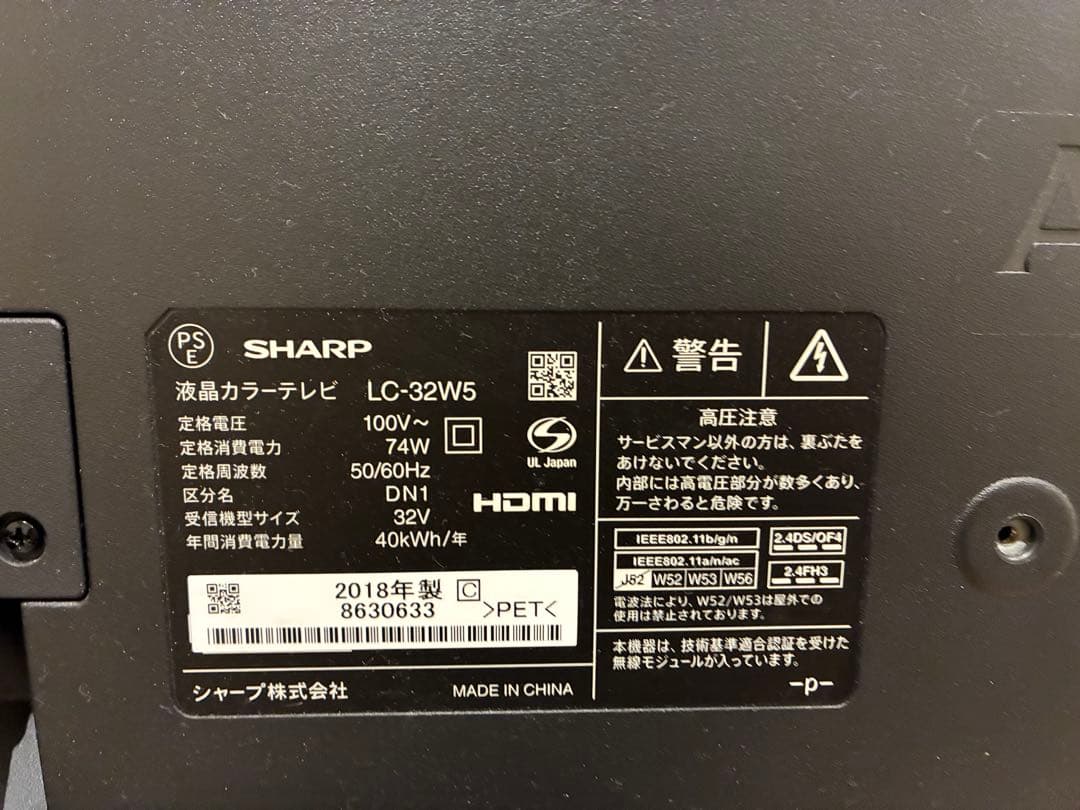 PS
E
SHARP
液晶カラーテレビ LC-32W5
定格電圧 100V~
定格消費電力 74W
定格周波数 50/60Hz
区分名 DN1
受信機型サイズ 32V
年間消費電力量 40kWh/年
UL Japan
HDMI
2018年製 C
8630633 >PET<
シャープ株式会社 MADE IN CHINA
警告
高圧注意
サービスマン以外の方は、裏ぶたを
あけないでください。
内部には高電圧部分が数多くあり、
万一さわると危険です。
IEEE802.11b/g/n
IEEE802.11a/n/ac
J52 W52 W53 W56
2.4DS/OF4
2.4FH3
電波法により、W52/W53は屋外での
使用は禁止されております。
本機器は、技術基準適合認証を受けた
無線モジュールが入っています。
-p-
A